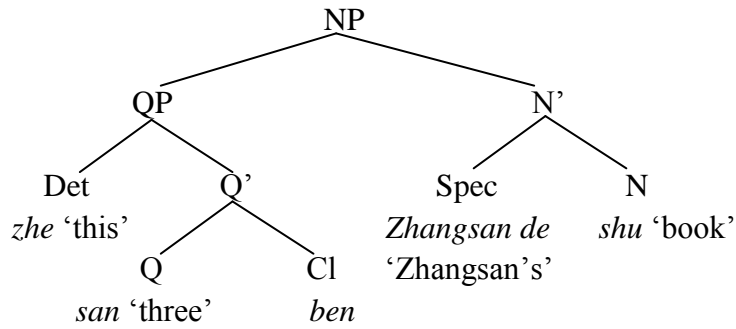 NP
QP N’
Det Q’ Spec N
zhe ‘this’ Zhangsan de shu ‘book’
Q Cl ‘Zhangsan’s’
san ‘three’ ben